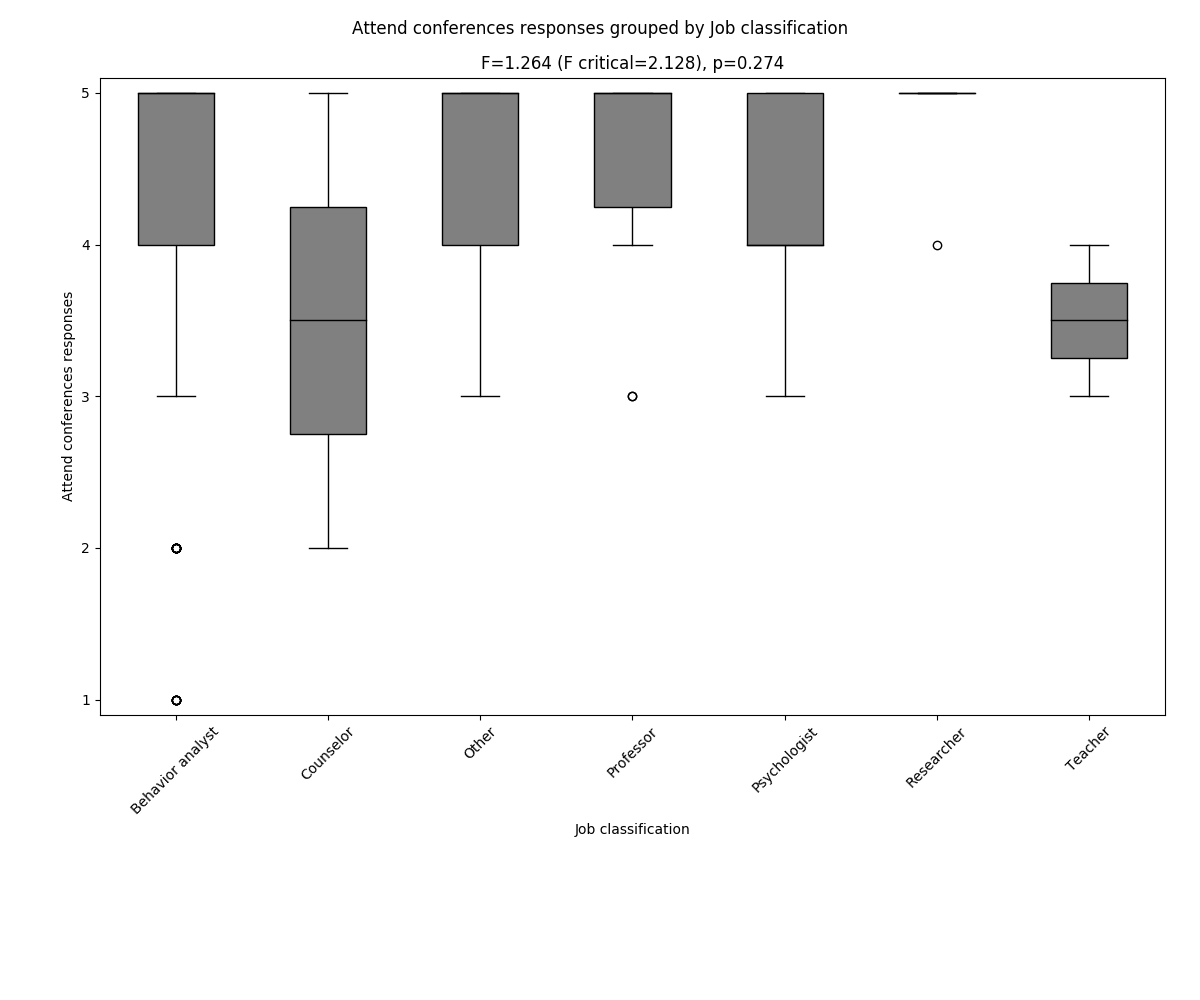 Attend conferences responses grouped by Job classification
F=1.264 (F critical=2.128), p=0.274
Attend conferences responses
5
4
3
2
1
Behavior analyst
Counselor
Other
Professor
Psychologist
Researcher
Teacher
Job classification